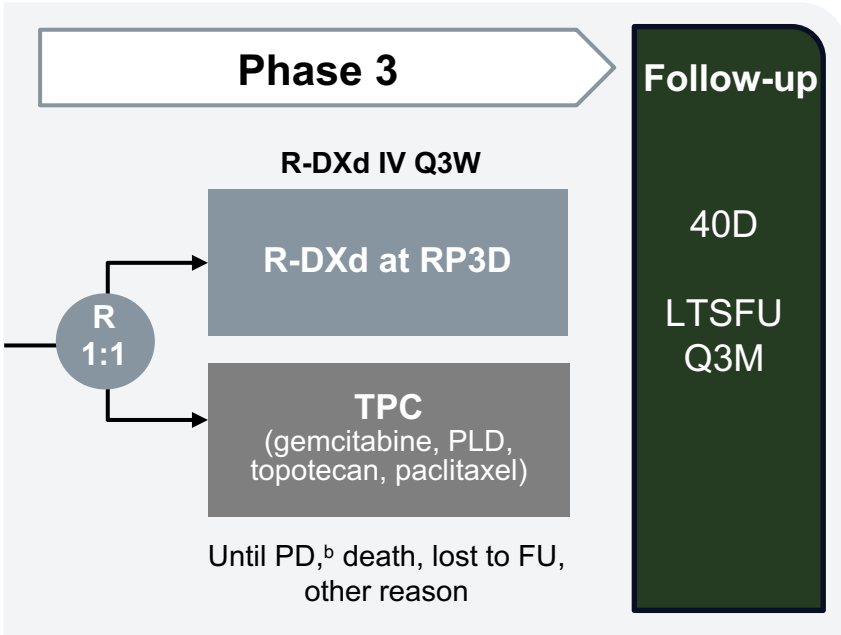 Phase 3
Follow-up
R-DXd IV Q3W
R-DXd at RP3D
R
1:1
TPC
(gemcitabine, PLD,
topotecan, paclitaxel)
Until PD,ᵇ death, lost to FU,
other reason
40D
LTSFU
Q3M